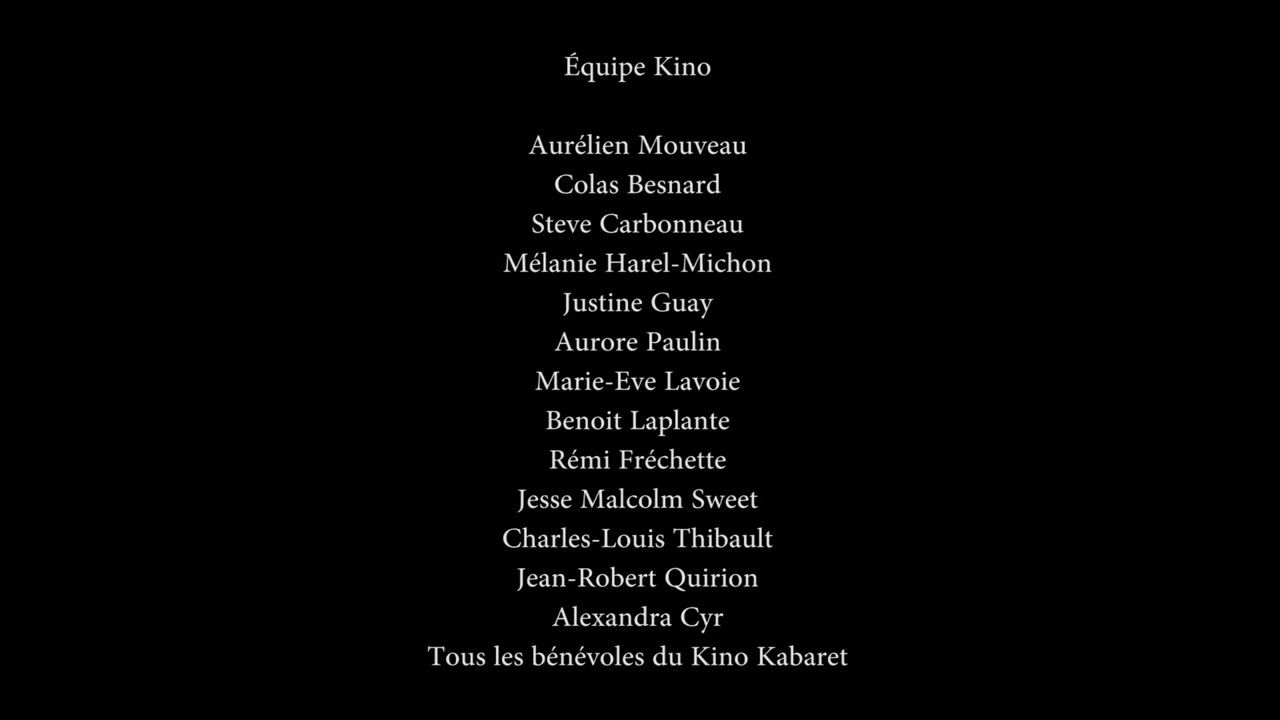 Équipe Kino
Aurélien Mouveau
Colas Besnard
Steve Carbonneau
Mélanie Harel-Michon
Justine Guay
Aurore Paulin
Marie-Eve Lavoie
Benoit Laplante
Rémi Fréchette
Jesse Malcolm Sweet
Charles-Louis Thibault
Jean-Robert Quirion
Alexandra Cyr
Tous les bénévoles du Kino Kabaret